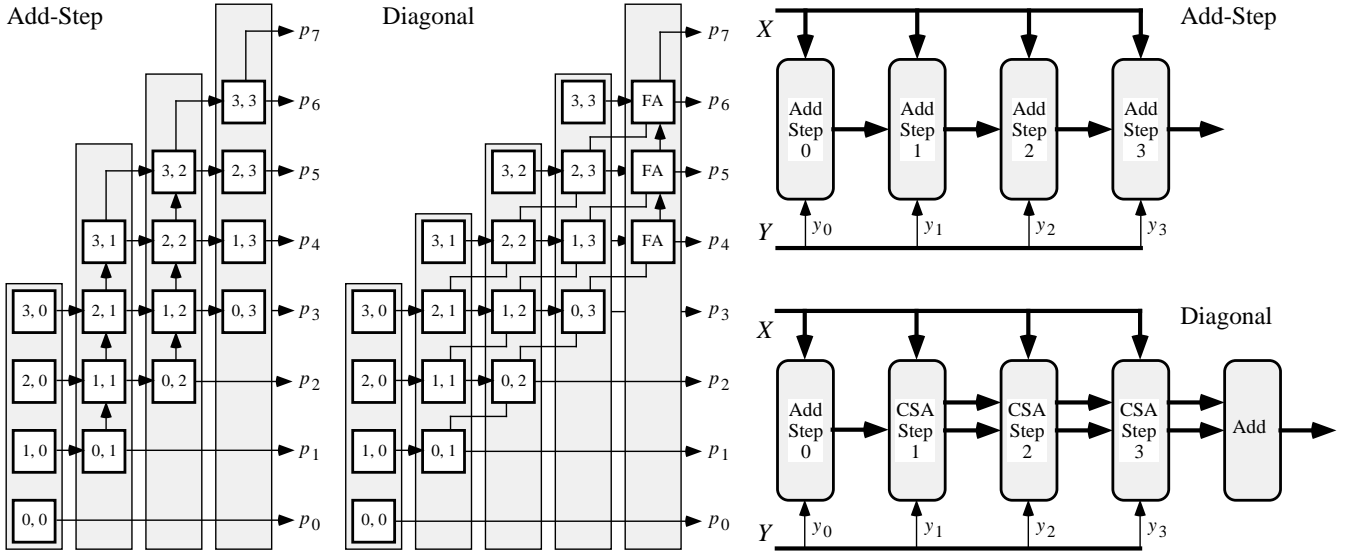 Add-Step
p7
3, 3
p6
3, 2
2, 3
p5
3, 1
2, 2
1, 3
p4
3, 0
2, 1
1, 2
0, 3
p3
2, 0
1, 1
0, 2
p2
1, 0
0, 1
p1
0, 0
p0
Diagonal
p7
3, 3
FA
p6
3, 2
2, 3
FA
p5
3, 1
2, 2
1, 3
FA
p4
3, 0
2, 1
1, 2
0, 3
p3
2, 0
1, 1
0, 2
p2
1, 0
0, 1
p1
0, 0
p0
Add-Step
X
Add
Step
0
Add
Step
1
Add
Step
2
Add
Step
3
Y
y0
y1
y2
y3
Diagonal
X
Add
Step
0
CSA
Step
1
CSA
Step
2
CSA
Step
3
Add
Y
y0
y1
y2
y3